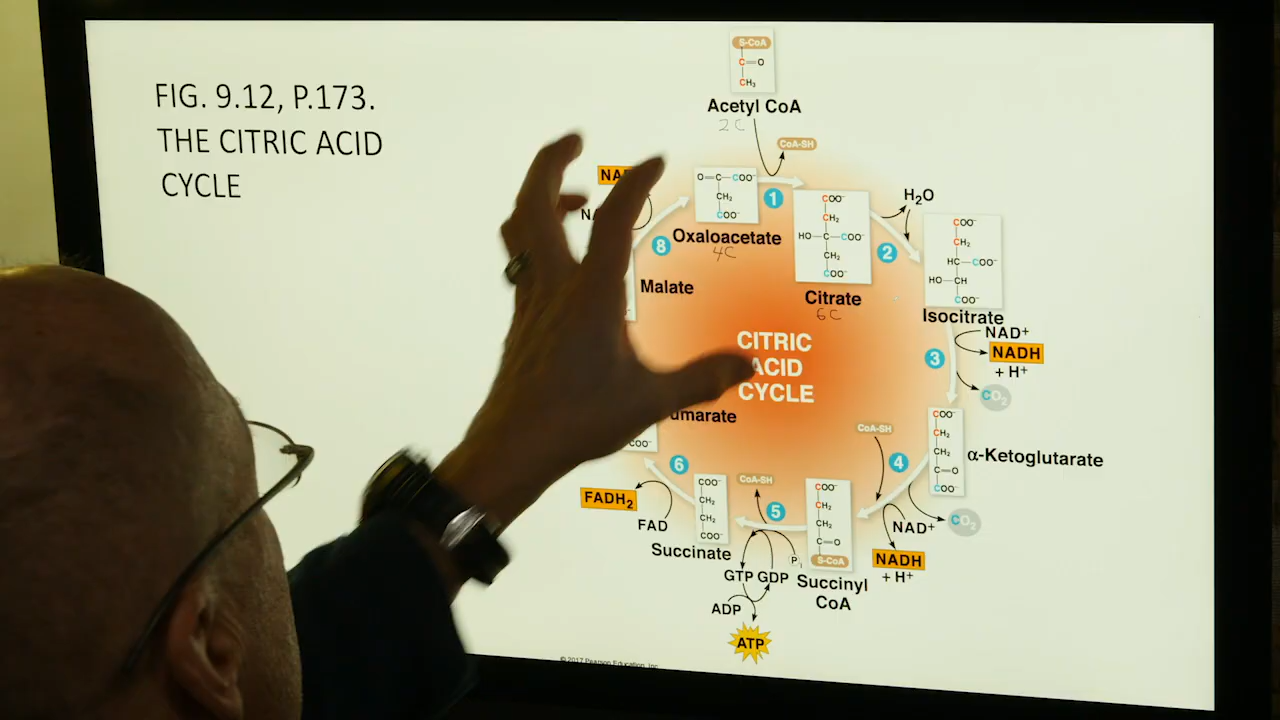 FIG. 9.12, P.173.
THE CITRIC ACID
CYCLE
S-CoA
C=O
CH₃
Acetyl CoA
2C
CoA-SH
O=C—COO⁻
CH₂
COO⁻
1
Oxaloacetate
4C
COO⁻
CH₂
HO—C—COO⁻
CH₂
COO⁻
Citrate
6C
2
H₂O
COO⁻
CH₂
HC—COO⁻
HO—CH
COO⁻
Isocitrate
NAD⁺
3
NADH
+ H⁺
CO₂
8
Malate
CITRIC
ACID
CYCLE
COO⁻
CH₂
CH₂
C=O
COO⁻
α-Ketoglutarate
CoA-SH
4
CO₂
NAD⁺
NADH
+ H⁺
COO⁻
CH₂
CH₂
C=O
S-CoA
Succinyl
CoA
5
CoA-SH
Pi
GTP GDP
ADP
ATP
COO⁻
CH₂
CH₂
COO⁻
Succinate
6
FADH₂
FAD
COO⁻
© 2017 Pearson Education, Inc.